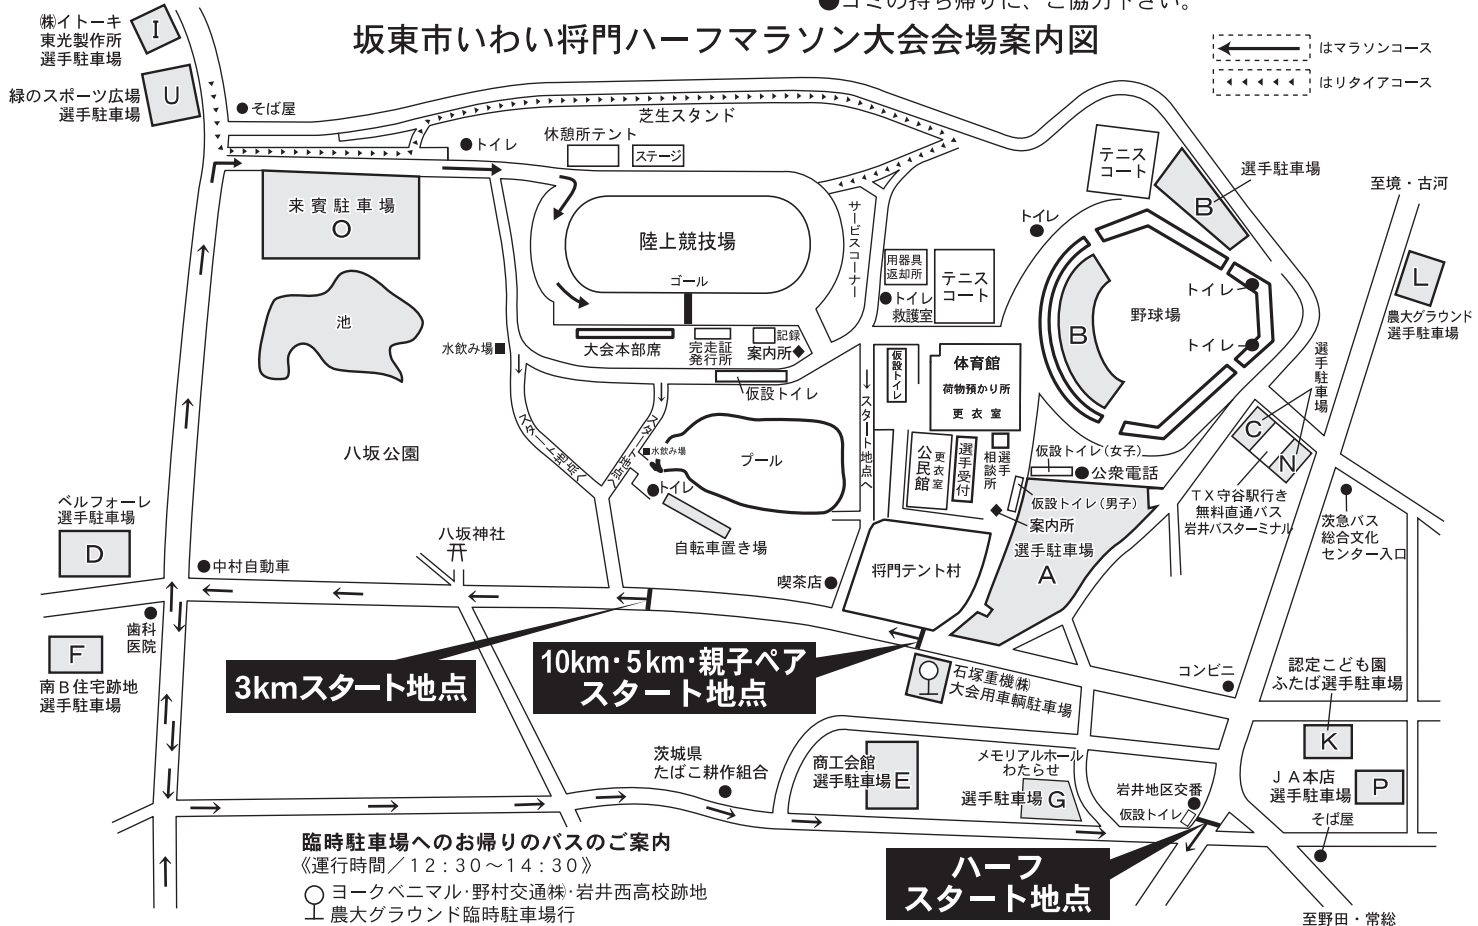 ●ゴミの持ち帰りに、ご協力下さい。
坂東市いわい将門ハーフマラソン大会会場案内図
はマラソンコース
はリタイアコース
㈱イトーキ
東光製作所
選手駐車場
I
緑のスポーツ広場
選手駐車場
U
そば屋
トイレ
休憩所テント
ステージ
芝生スタンド
テニス
コート
選手駐車場
B
至境・古河
来賓駐車場
O
陸上競技場
ゴール
サービスコーナー
トイレ
用器具
返却所
テニス
コート
トイレ
救護室
トイレ
野球場
B
トイレ
L
農大グラウンド
選手駐車場
池
水飲み場
大会本部席
完走証
発行所
記録
案内所
仮設トイレ
仮設トイレ
体育館
荷物預かり所
更衣室
選手駐車場
C
N
スタート地点へ
スタート地点へ
スタート地点へ
水飲み場
プール
トイレ
自転車置き場
八坂公園
公民館
更衣室
選手受付
選手
相談所
仮設トイレ(女子)
公衆電話
仮設トイレ(男子)
案内所
選手駐車場
A
TX守谷駅行き
無料直通バス
岩井バスターミナル
茨急バス
総合文化
センター入口
ベルフォーレ
選手駐車場
D
中村自動車
八坂神社
喫茶店
将門テント村
歯科
医院
F
南B住宅跡地
選手駐車場
3kmスタート地点
10km・5km・親子ペア
スタート地点
石塚重機㈱
大会用車輌駐車場
コンビニ
認定こども園
ふたば選手駐車場
K
茨城県
たばこ耕作組合
商工会館
選手駐車場
E
メモリアルホール
わたらせ
選手駐車場
G
岩井地区交番
仮設トイレ
JA本店
選手駐車場
P
そば屋
ハーフ
スタート地点
至野田・常総
臨時駐車場へのお帰りのバスのご案内
《運行時間／12：30～14：30》
ヨークベニマル・野村交通㈱・岩井西高校跡地
農大グラウンド臨時駐車場行